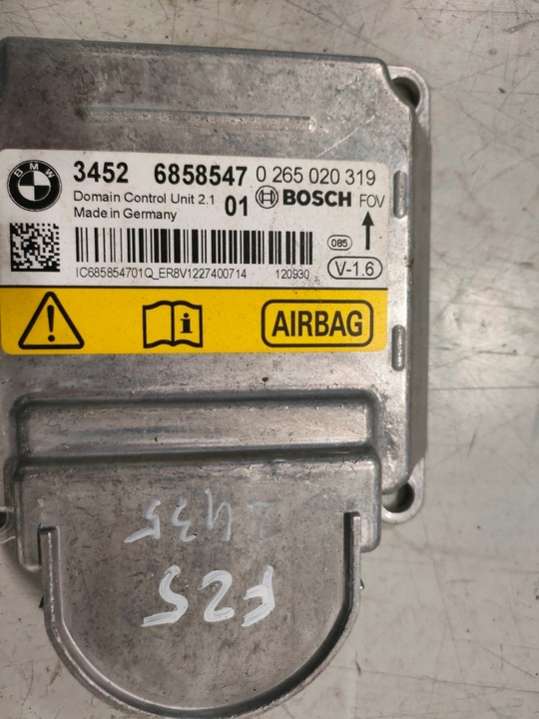 BMW
3452 6858547 0 265 020 319
Domain Control Unit 2.1 01 BOSCH FOV
Made in Germany
085
V-1.6
IC685854701Q_ER8V1227400714 120930
AIRBAG
435
F25